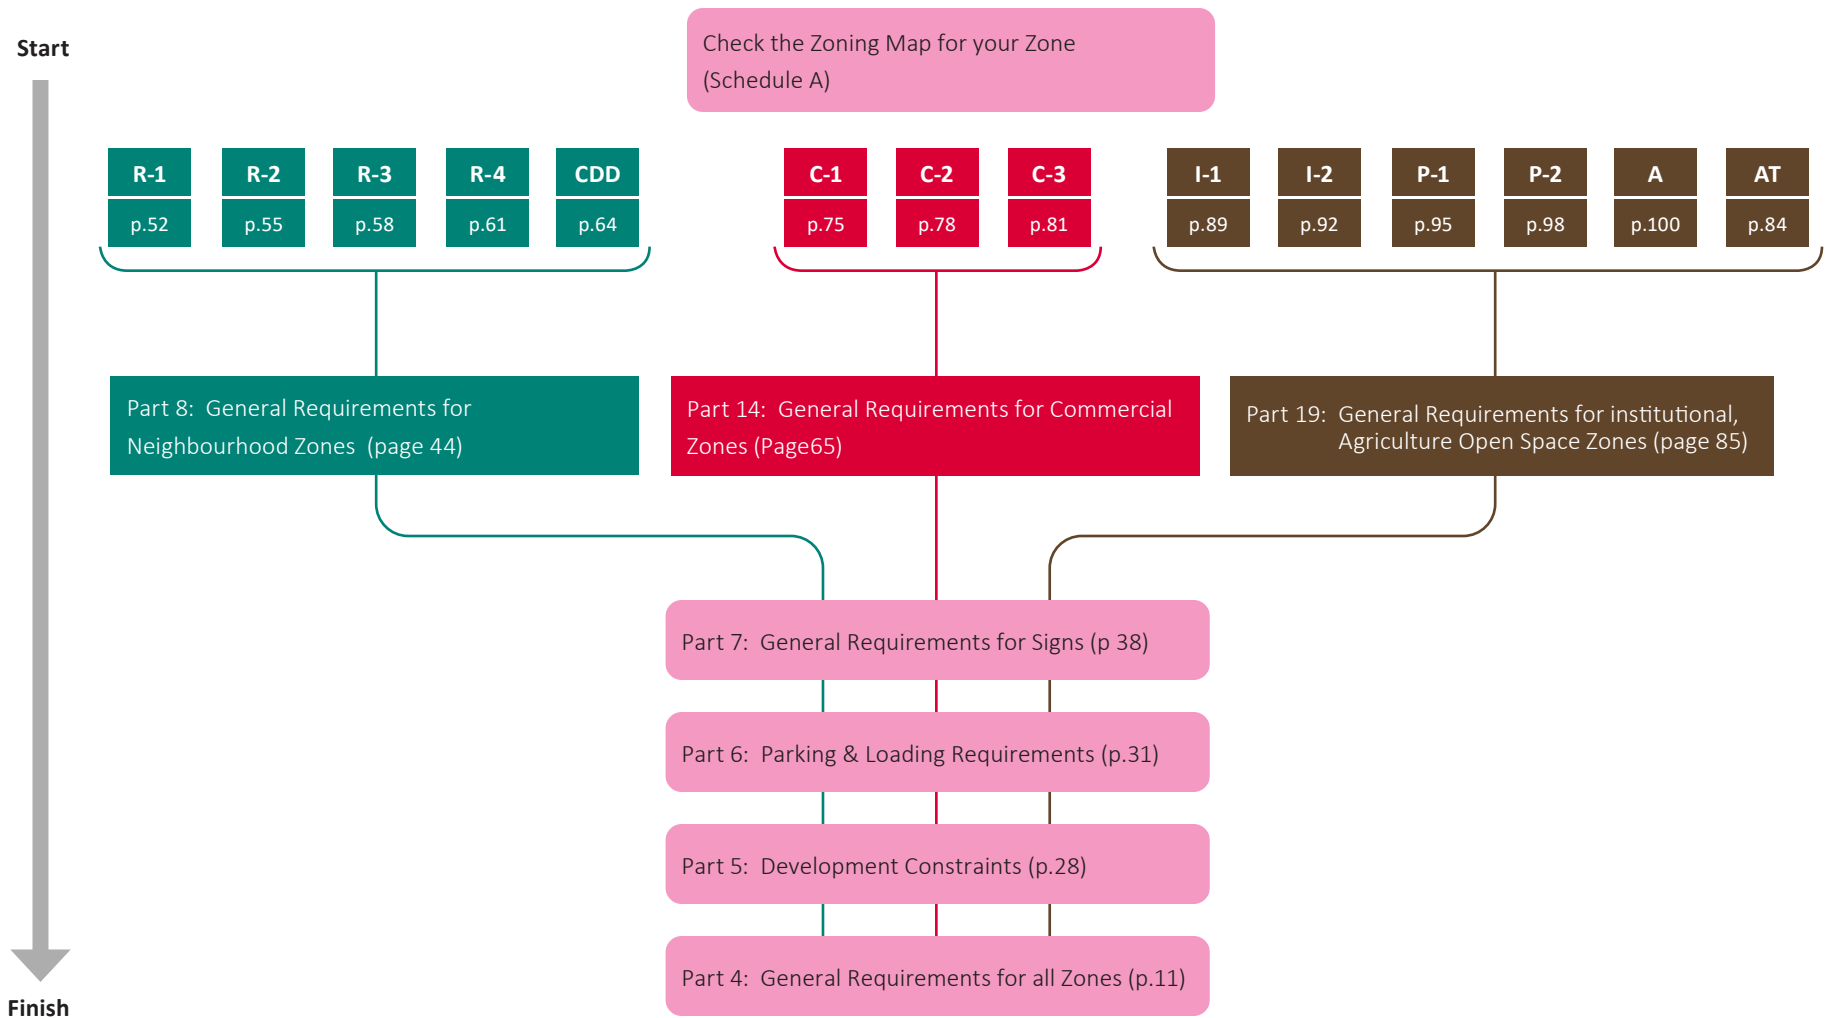 Start
Check the Zoning Map for your Zone
(Schedule A)
R-1 R-2 R-3 R-4 CDD C-1 C-2 C-3 I-1 I-2 P-1 P-2 A AT
p.52 p.55 p.58 p.61 p.64 p.75 p.78 p.81 p.89 p.92 p.95 p.98 p.100 p.84
Part 8: General Requirements for
Neighbourhood Zones (page 44)
Part 14: General Requirements for Commercial
Zones (Page65)
Part 19: General Requirements for institutional,
Agriculture Open Space Zones (page 85)
Part 7: General Requirements for Signs (p 38)
Part 6: Parking & Loading Requirements (p.31)
Part 5: Development Constraints (p.28)
Part 4: General Requirements for all Zones (p.11)
Finish